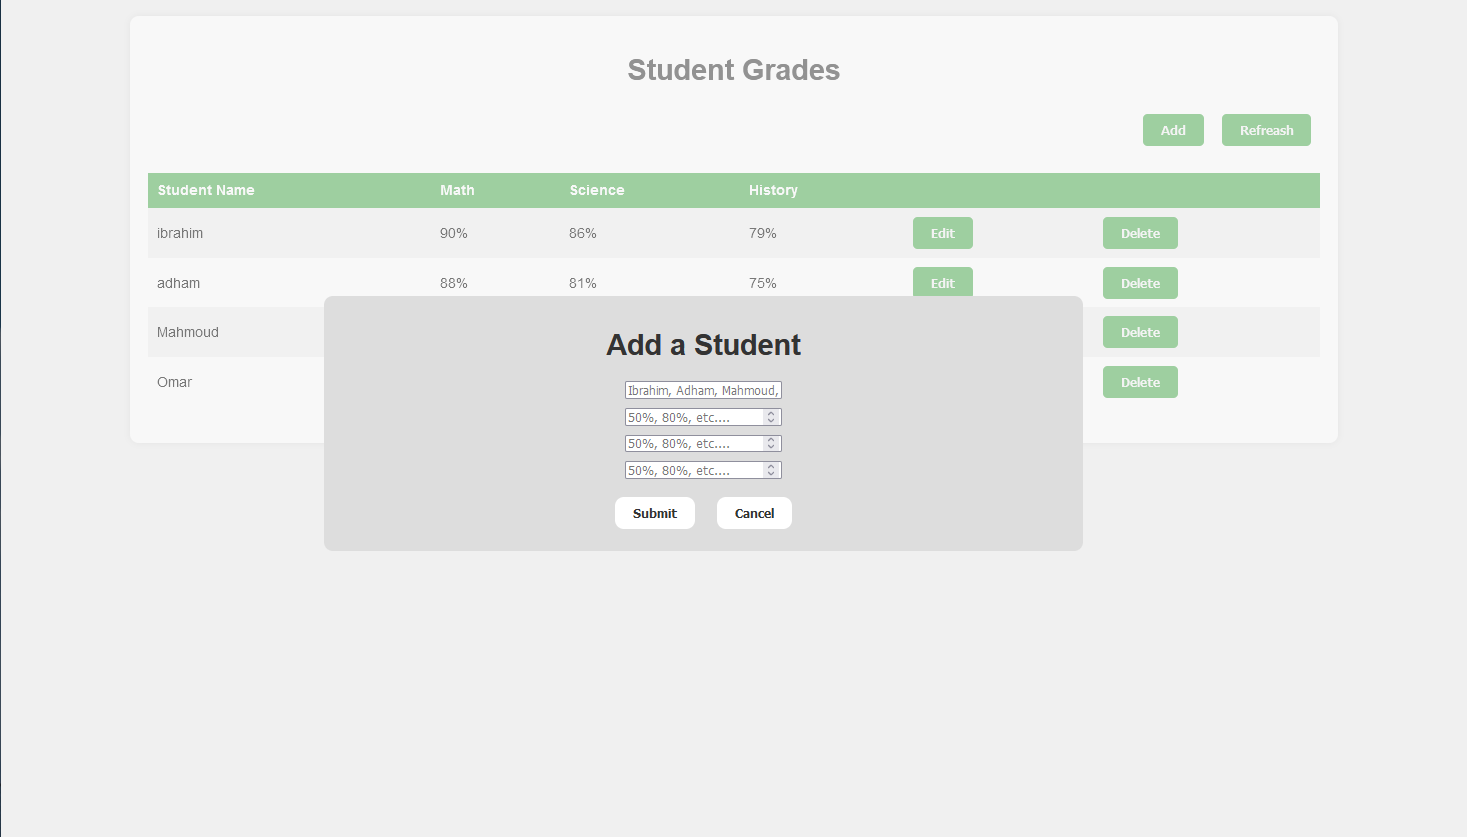 Student Grades
Add Refreash
Student Name Math Science History
ibrahim 90% 86% 79% Edit Delete
adham 88% 81% 75% Edit Delete
Mahmoud Delete
Omar Delete
Add a Student
Ibrahim, Adham, Mahmoud,
50%, 80%, etc....
50%, 80%, etc....
50%, 80%, etc....
Submit Cancel